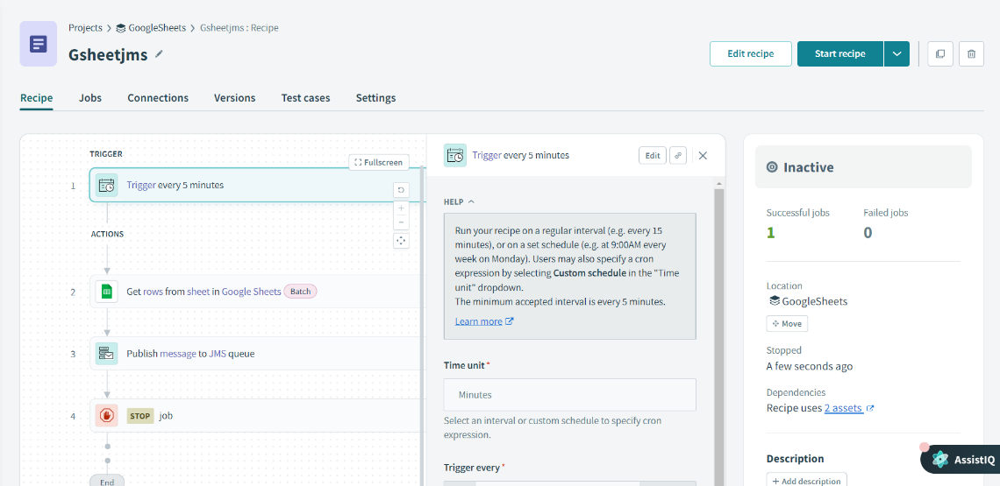 Projects > GoogleSheets > Gsheetjms : Recipe
Gsheetjms
Edit recipe
Start recipe
Recipe Jobs Connections Versions Test cases Settings
TRIGGER
Fullscreen
1 Trigger every 5 minutes
ACTIONS
2 Get rows from sheet in Google Sheets Batch
3 Publish message to JMS queue
4 STOP job
End
Trigger every 5 minutes
Edit
HELP
Run your recipe on a regular interval (e.g. every 15
minutes), or on a set schedule (e.g. at 9:00AM every
week on Monday). Users may also specify a cron
expression by selecting Custom schedule in the "Time
unit" dropdown.
The minimum accepted interval is every 5 minutes.
Learn more
Time unit*
Minutes
Select an interval or custom schedule to specify cron
expression.
Trigger every*
Inactive
Successful jobs Failed jobs
1 0
Location
GoogleSheets
Move
Stopped
A few seconds ago
Dependencies
Recipe uses 2 assets
Description
+ Add description
AssistIQ